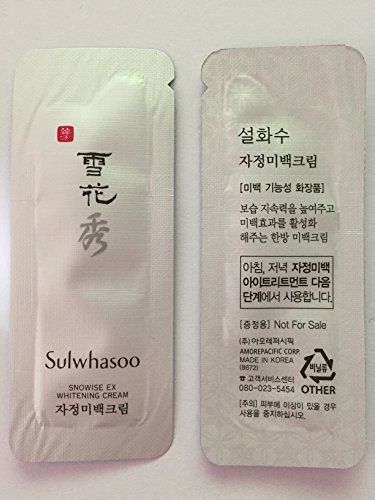 雪
花
秀
Sulwhasoo
SNOWISE EX
WHITENING CREAM
자정미백크림
설화수
자정미백크림
[미백 기능성 화장품]
보습 지속력을 높여주고
미백효과를 활성화
해주는 한방 미백크림
아침, 저녁 자정미백
아이트리트먼트 다음
단계에서 사용합니다.
[증정용] Not For Sale
(주)아모레퍼시픽
AMOREPACIFIC CORP.
MADE IN KOREA
(8672)
☎ 고객서비스센터
080-023-5454
비닐류
OTHER
[주의] 피부에 이상이 있을 경우
사용을 중지하십시오.